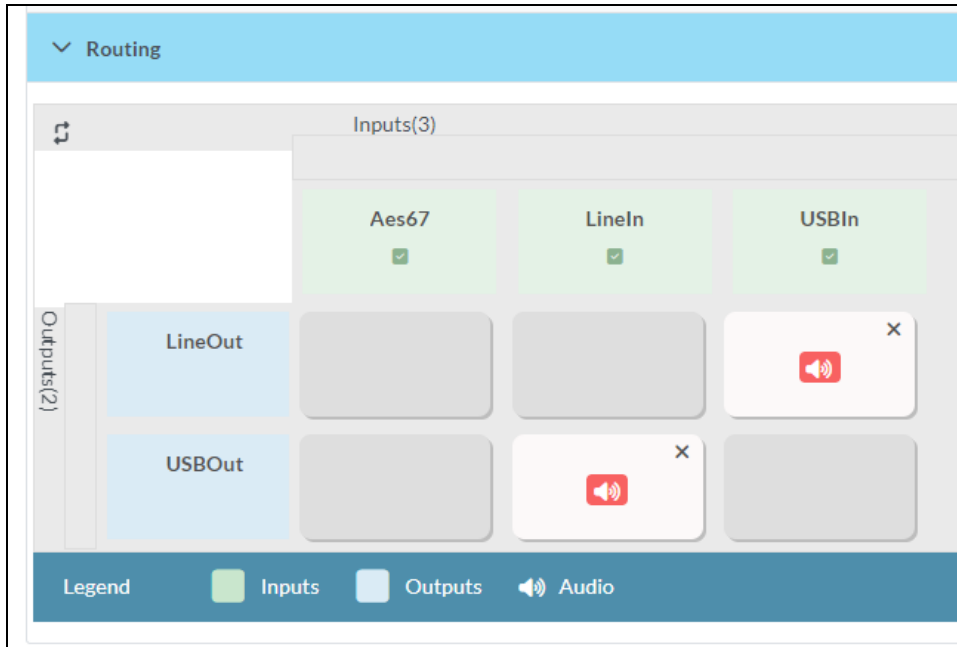 Routing
Inputs(3)
Aes67
LineIn
USBIn
Outputs(2)
LineOut
USBOut
Legend
Inputs
Outputs
Audio